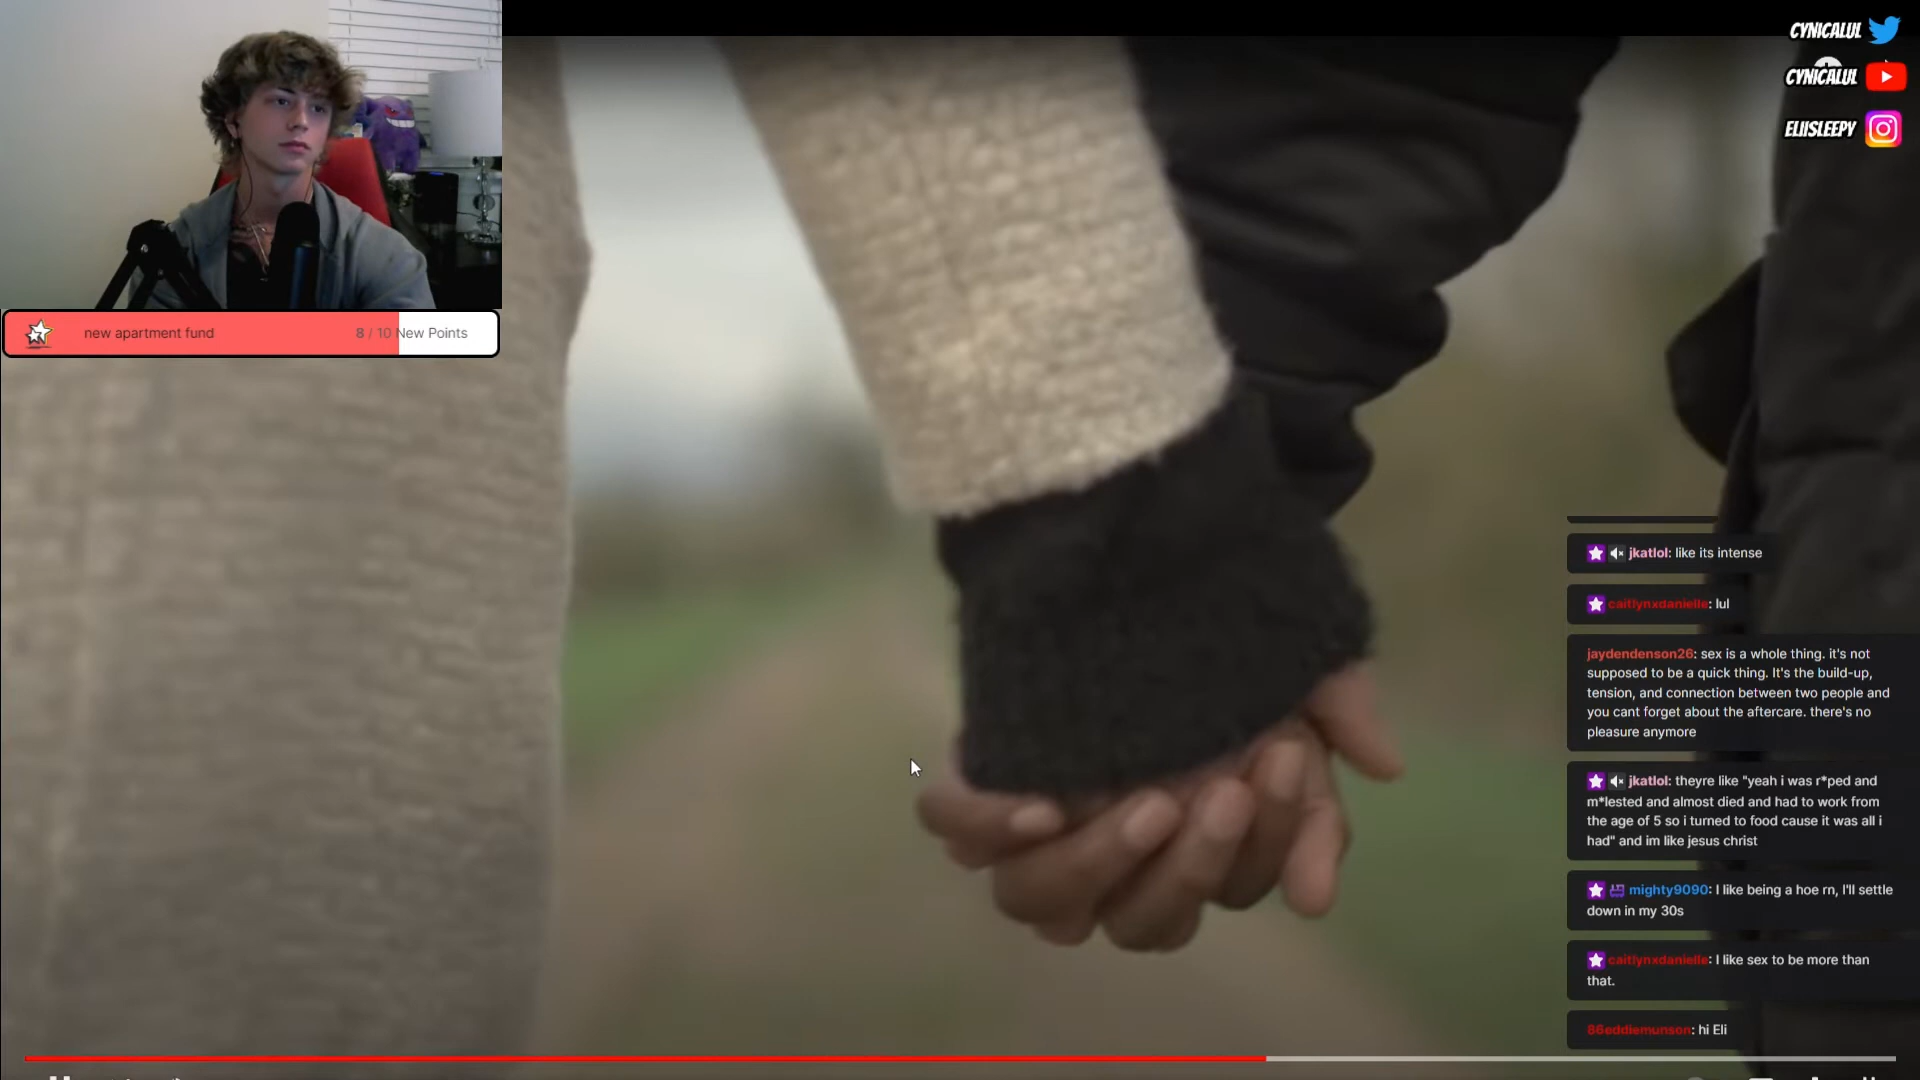 CYNICALUL
CYNICALUL
ELIISLEEPY
new apartment fund 8 / 10 New Points
jkatlol: like its intense
caitlynxdanielle: lul
jaydendenson26: sex is a whole thing. it's not
supposed to be a quick thing. It's the build-up,
tension, and connection between two people and
you cant forget about the aftercare. there's no
pleasure anymore
jkatlol: theyre like "yeah i was r*ped and
m*lested and almost died and had to work from
the age of 5 so i turned to food cause it was all i
had" and im like jesus christ
mighty9090: I like being a hoe rn, I'll settle
down in my 30s
caitlynxdanielle: I like sex to be more than
that.
86eddiemunson: hi Eli